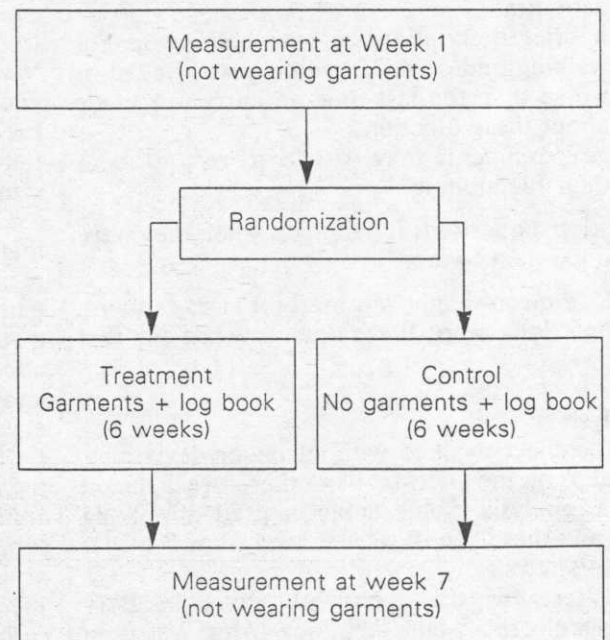 Measurement at Week 1
(not wearing garments)
Randomization
Treatment
Garments + log book
(6 weeks)
Control
No garments + log book
(6 weeks)
Measurement at week 7
(not wearing garments)